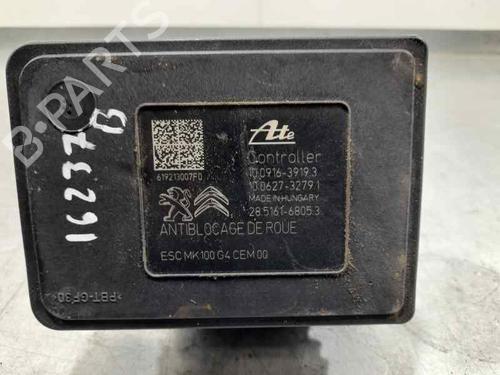 B-PARTS
16237 B
Ate
Controller
10.0916-3919.3
10.0627-3279.1
MADE IN HUNGARY
28.5161-6805.3
619213007FD
ANTIBLOCAGE DE ROUE
ESC MK100 G4 CEM 00
>PBT-GF30<